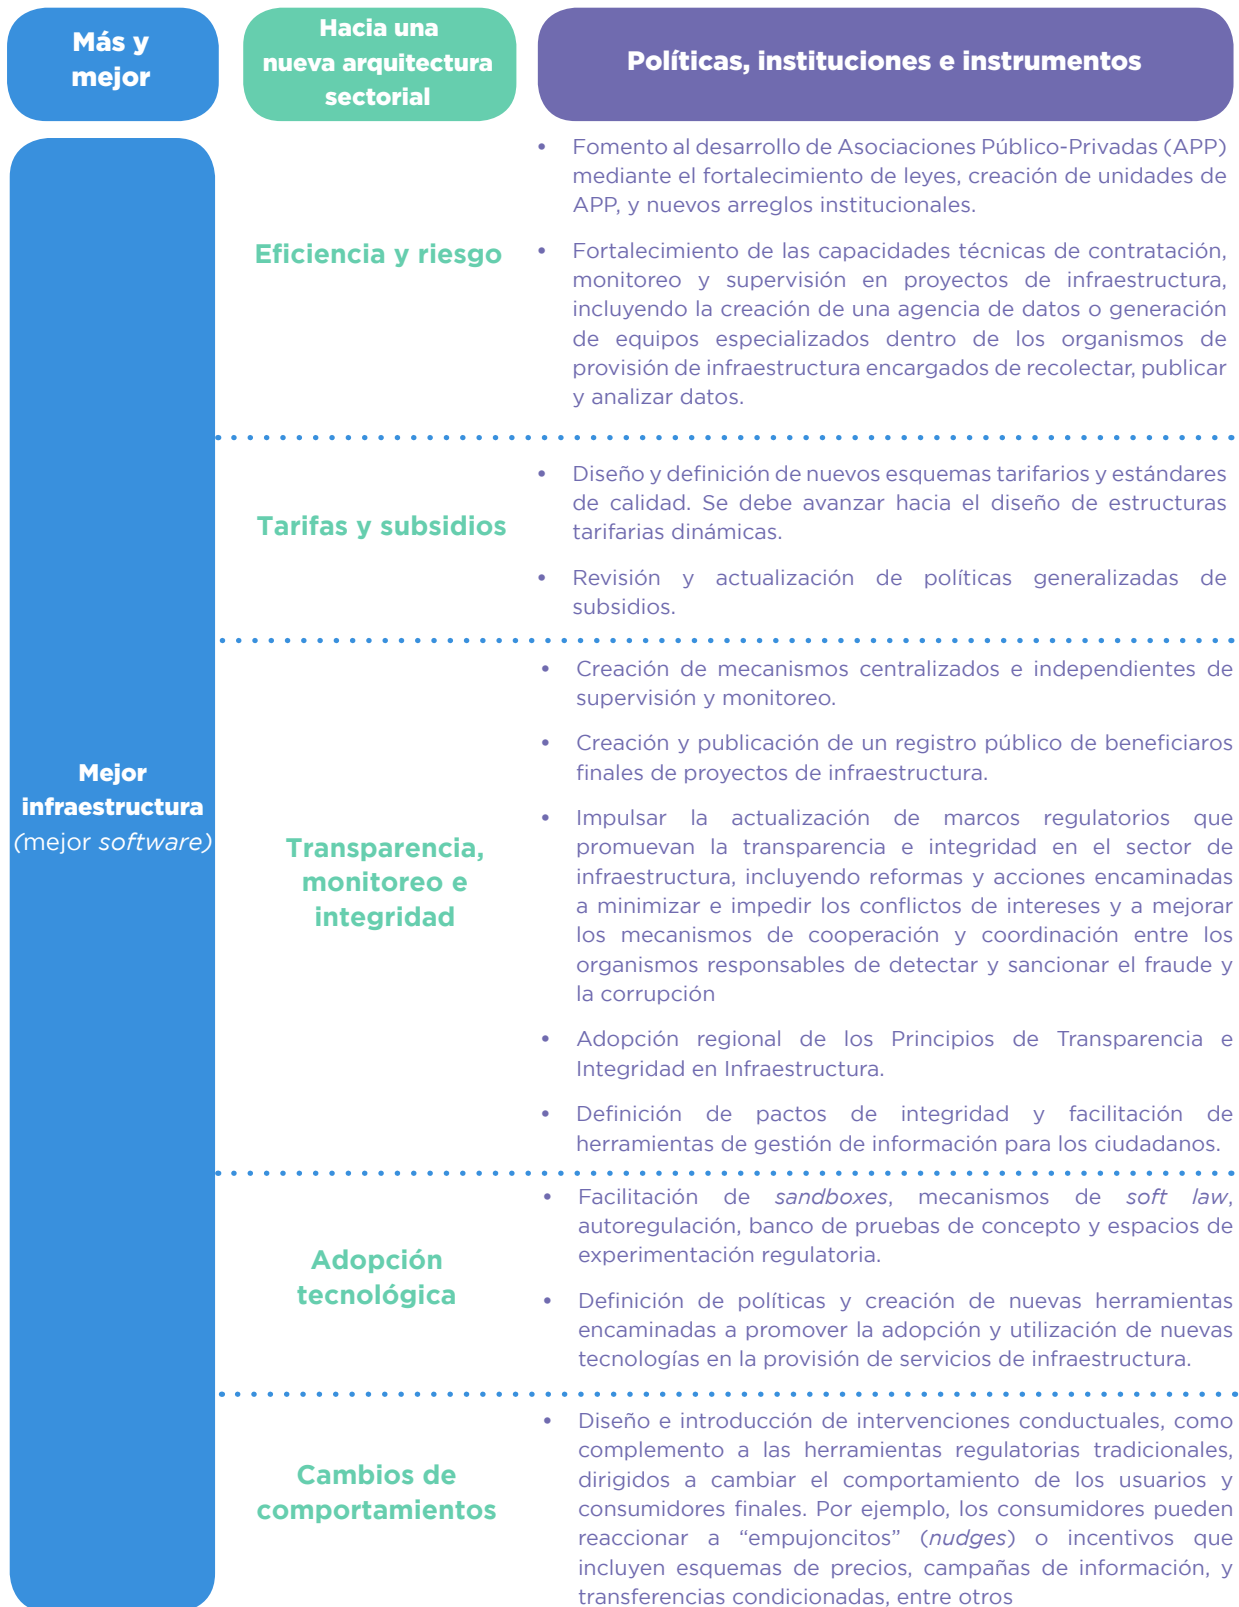 Más y
mejor
Hacia una
nueva arquitectura
sectorial
Políticas, instituciones e instrumentos
Mejor
infraestructura
(mejor software)
Eficiencia y riesgo
• Fomento al desarrollo de Asociaciones Público-Privadas (APP)
mediante el fortalecimiento de leyes, creación de unidades de
APP, y nuevos arreglos institucionales.
• Fortalecimiento de las capacidades técnicas de contratación,
monitoreo y supervisión en proyectos de infraestructura,
incluyendo la creación de una agencia de datos o generación
de equipos especializados dentro de los organismos de
provisión de infraestructura encargados de recolectar, publicar
y analizar datos.
Tarifas y subsidios
• Diseño y definición de nuevos esquemas tarifarios y estándares
de calidad. Se debe avanzar hacia el diseño de estructuras
tarifarias dinámicas.
• Revisión y actualización de políticas generalizadas de
subsidios.
Transparencia,
monitoreo e
integridad
• Creación de mecanismos centralizados e independientes de
supervisión y monitoreo.
• Creación y publicación de un registro público de beneficiaros
finales de proyectos de infraestructura.
• Impulsar la actualización de marcos regulatorios que
promuevan la transparencia e integridad en el sector de
infraestructura, incluyendo reformas y acciones encaminadas
a minimizar e impedir los conflictos de intereses y a mejorar
los mecanismos de cooperación y coordinación entre los
organismos responsables de detectar y sancionar el fraude y
la corrupción
• Adopción regional de los Principios de Transparencia e
Integridad en Infraestructura.
• Definición de pactos de integridad y facilitación de
herramientas de gestión de información para los ciudadanos.
Adopción
tecnológica
• Facilitación de sandboxes, mecanismos de soft law,
autoregulación, banco de pruebas de concepto y espacios de
experimentación regulatoria.
• Definición de políticas y creación de nuevas herramientas
encaminadas a promover la adopción y utilización de nuevas
tecnologías en la provisión de servicios de infraestructura.
Cambios de
comportamientos
• Diseño e introducción de intervenciones conductuales, como
complemento a las herramientas regulatorias tradicionales,
dirigidos a cambiar el comportamiento de los usuarios y
consumidores finales. Por ejemplo, los consumidores pueden
reaccionar a “empujoncitos” (nudges) o incentivos que
incluyen esquemas de precios, campañas de información, y
transferencias condicionadas, entre otros